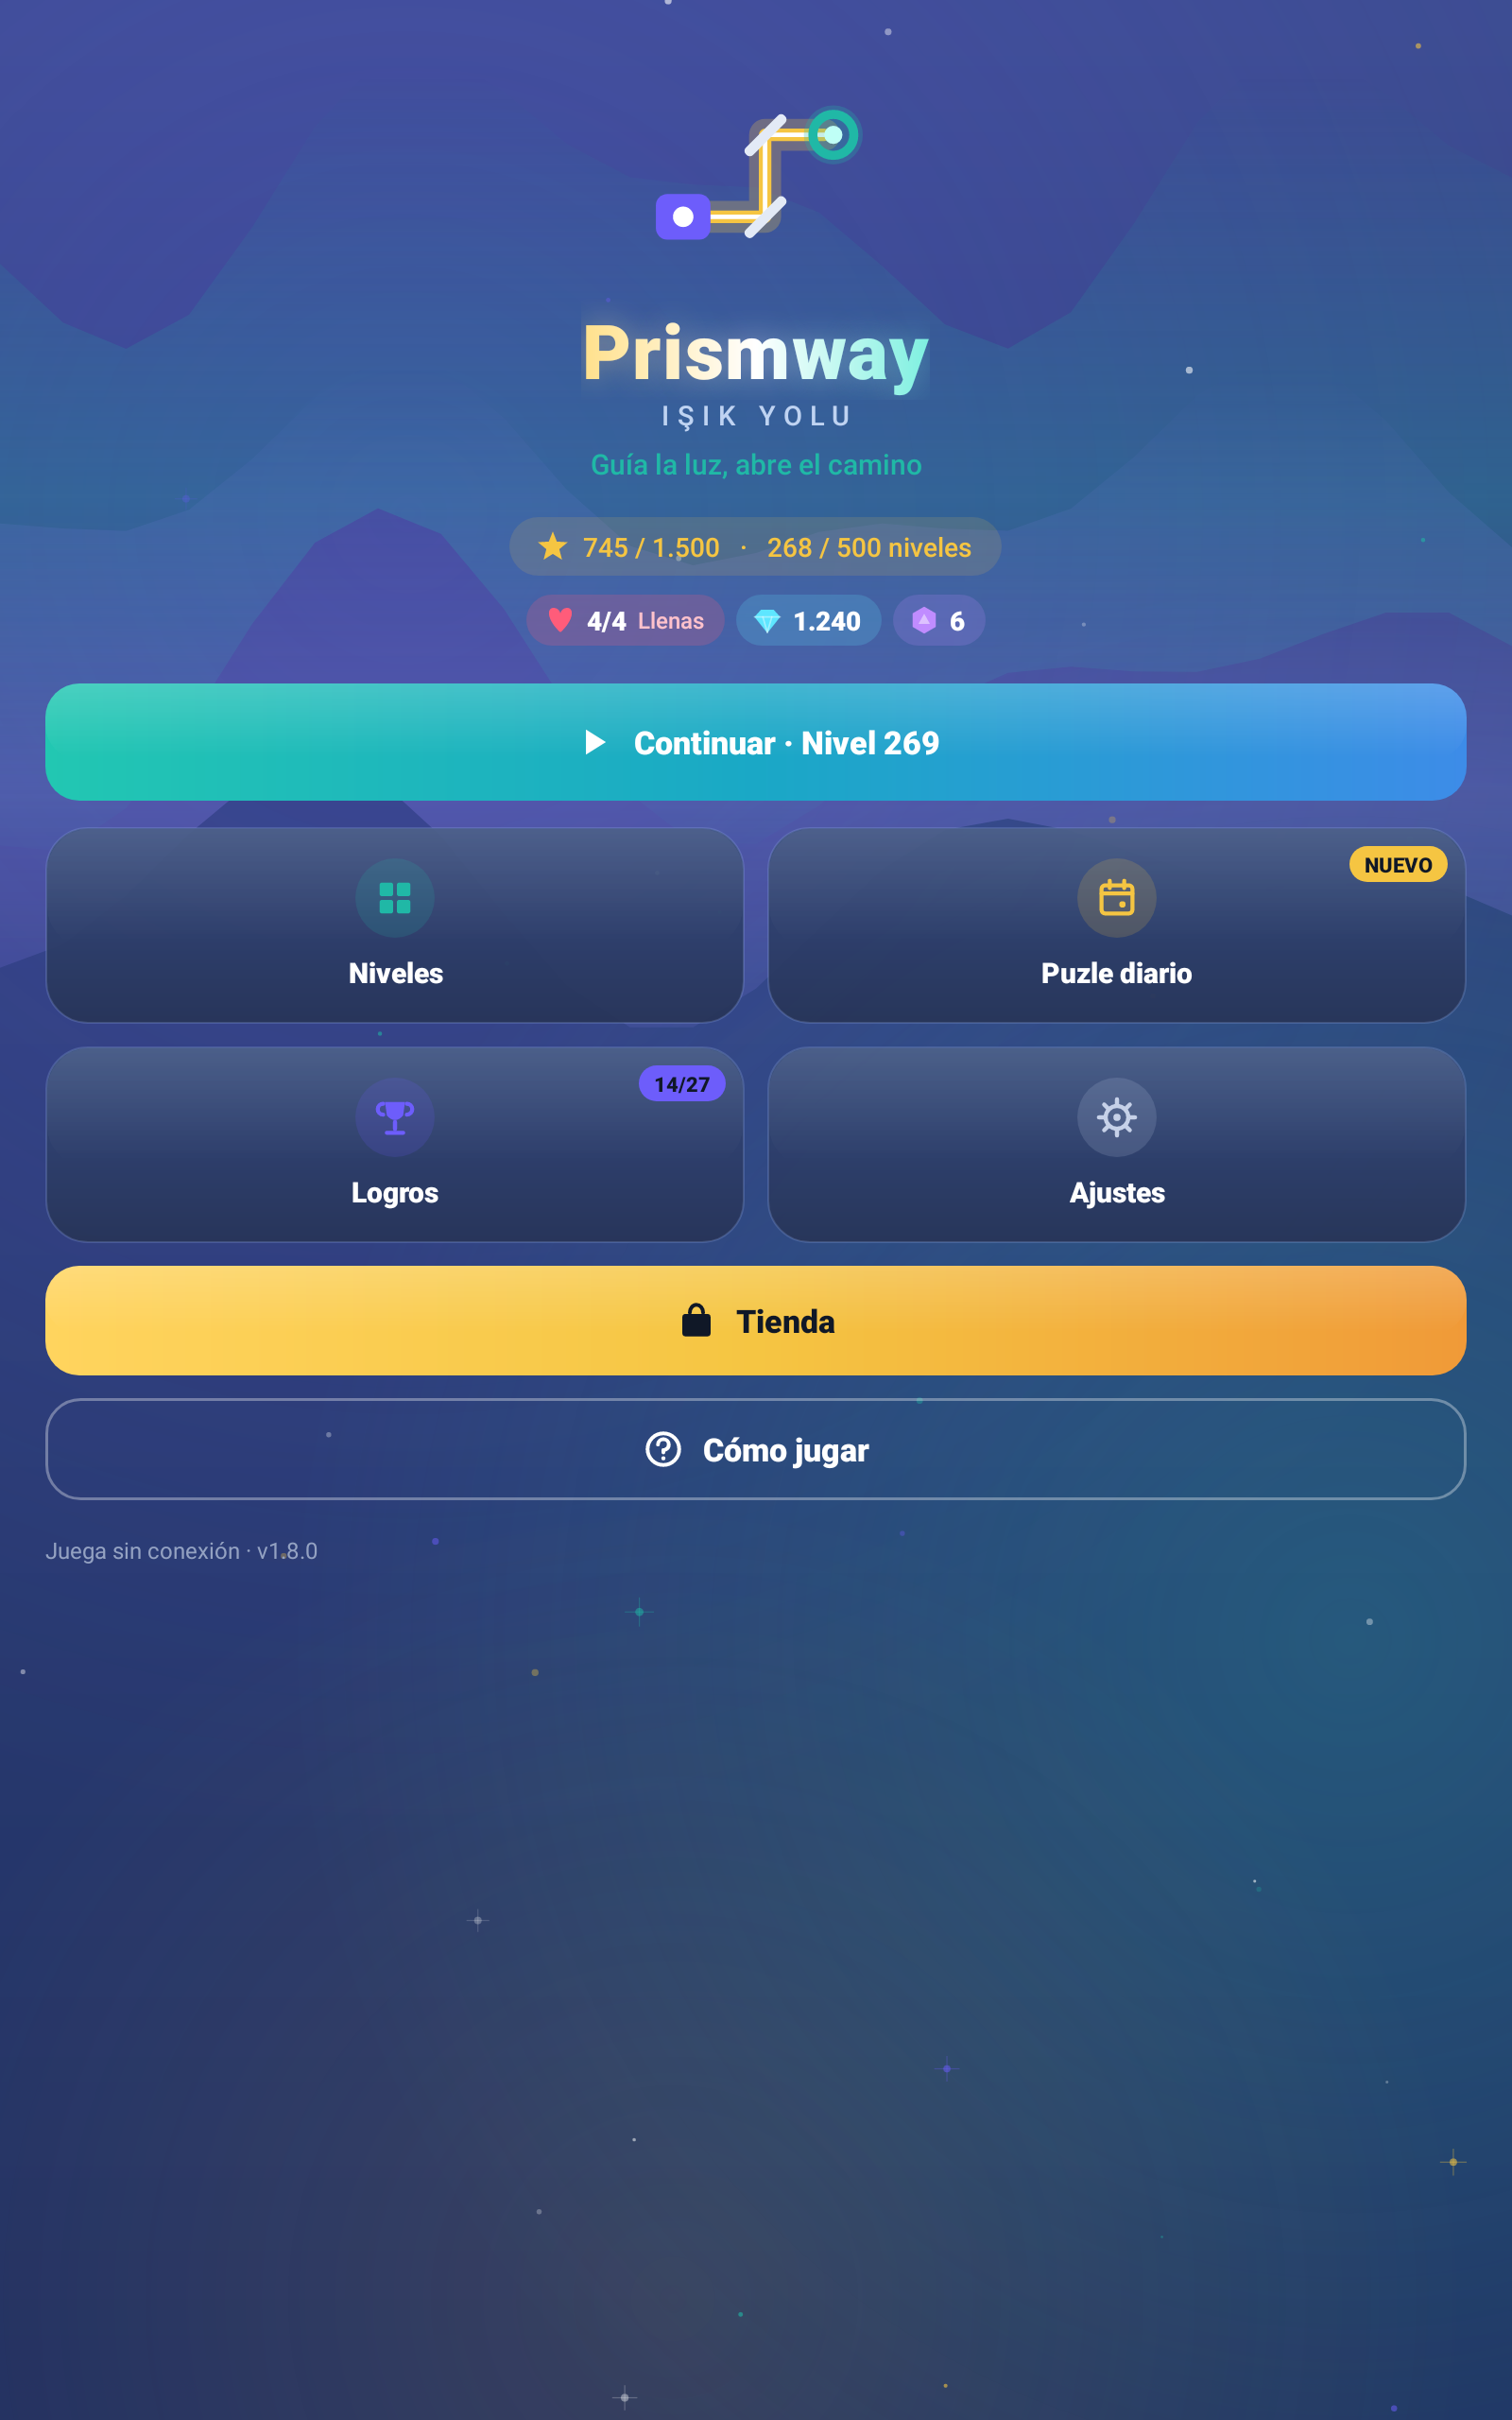 Prismway
IŞIK YOLU
Guía la luz, abre el camino
745 / 1.500 · 268 / 500 niveles
4/4 Llenas 1.240 6
Continuar · Nivel 269
Niveles
NUEVO
Puzle diario
14/27
Logros
Ajustes
Tienda
Cómo jugar
Juega sin conexión · v1.8.0